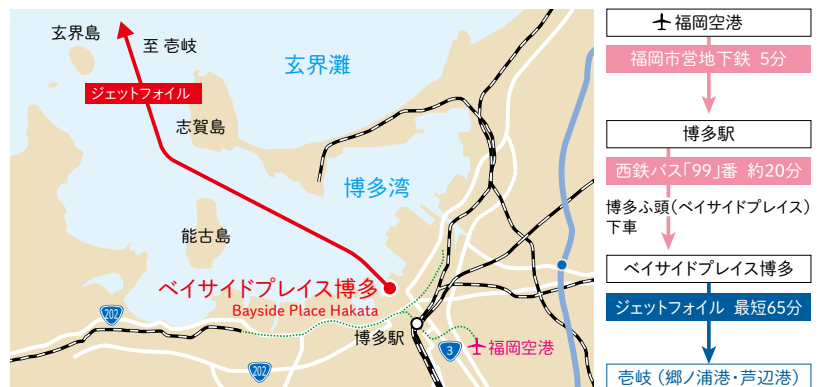 玄界島
至 壱岐
玄界灘
ジェットフォイル
志賀島
博多湾
能古島
ベイサイドプレイス博多
Bayside Place Hakata
202
博多駅
3
福岡空港
202
福岡空港
福岡市営地下鉄 5分
博多駅
西鉄バス「99」番 約20分
博多ふ頭(ベイサイドプレイス)
下車
ベイサイドプレイス博多
ジェットフォイル 最短65分
壱岐(郷ノ浦港・芦辺港)